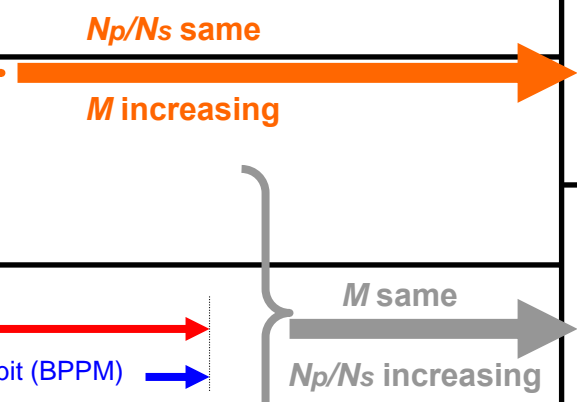 Np/Ns same
M increasing
M same
(BPPM)
Np/Ns increasing